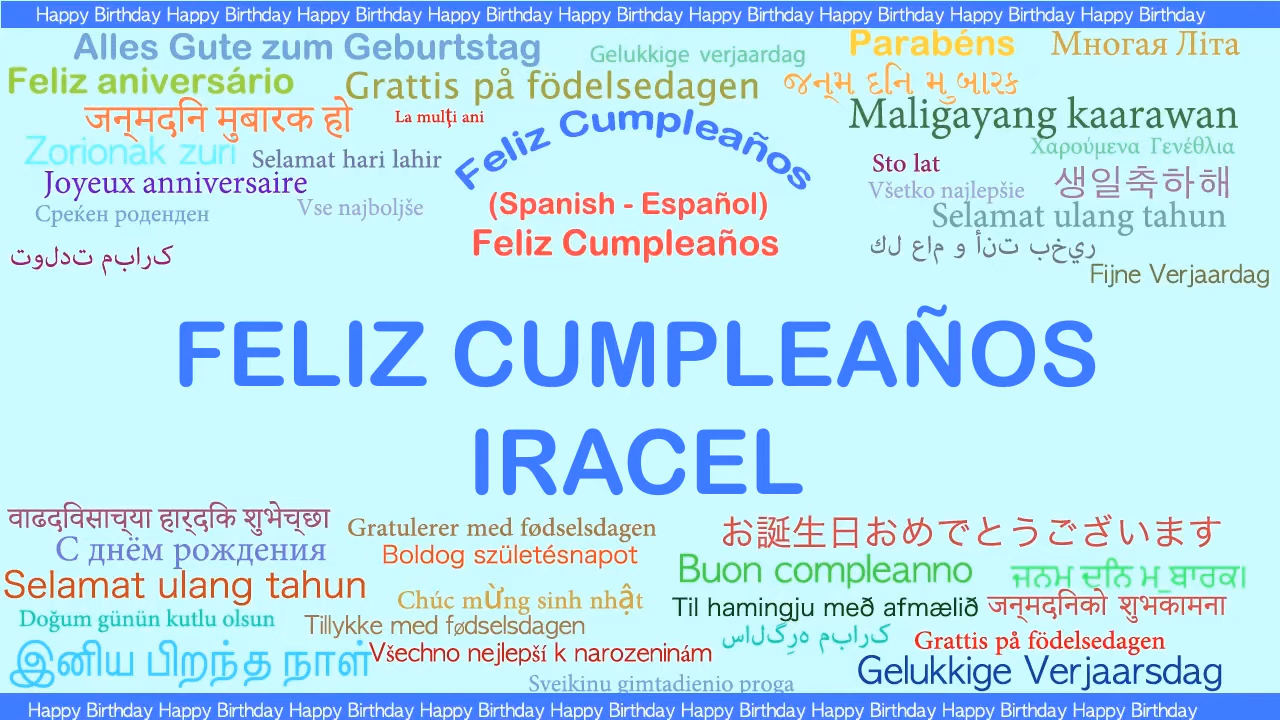 Happy Birthday Happy Birthday Happy Birthday Happy Birthday Happy Birthday Happy Birthday Happy Birthday Happy Birthday Happy Birthday
Alles Gute zum Geburtstag
Gelukkige verjaardag
Parabéns
Многая Літа
Feliz aniversário
Grattis på födelsedagen
જન્મ દનિ મુ બારક
जन्मदनि मुबारक हो
La mulţi ani
Feliz Cumpleaños
Maligayang kaarawan
Zorionak zuri
Selamat hari lahir
Sto lat
Χαρούμενα Γενέθλια
Joyeux anniversaire
(Spanish - Español)
Všetko najlepšie
생일축하해
Среќен роденден
Vse najboljše
Selamat ulang tahun
Feliz Cumpleaños
تولدت مبارک
كل عام و أنت بخير
Fijne Verjaardag
FELIZ CUMPLEAÑOS
IRACEL
वाढदविसाच्या हार्दकि शुभेच्छा
Gratulerer med fødselsdagen
お誕生日おめでとうございます
С днём рождения
Boldog születésnapot
Buon compleanno
ਜਨਮ ਦਨਿ ਮੁਬਾਰਕ।
Selamat ulang tahun
Chúc mừng sinh nhật
Til hamingju með afmælið
जन्मदनिको शुभकामना
Doğum günün kutlu olsun
Tillykke med fødselsdagen
سالگرِہ مبارک
Grattis på födelsedagen
இனிய பிறந்த நாள்
Všechno nejlepší k narozeninám
Gelukkige Verjaarsdag
Sveikinu gimtadienio proga
Happy Birthday Happy Birthday Happy Birthday Happy Birthday Happy Birthday Happy Birthday Happy Birthday Happy Birthday Happy Birthday